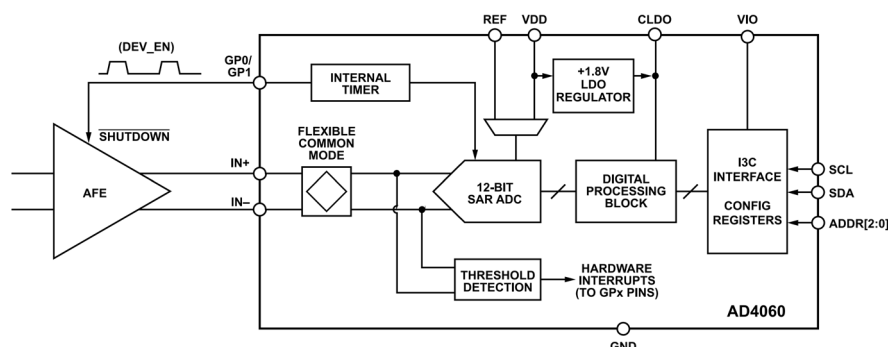 REF
VDD
CLDO
VIO
(DEV_EN)
GP0/
GP1
INTERNAL
TIMER
+1.8V
LDO
REGULATOR
SHUTDOWN
FLEXIBLE
COMMON
MODE
AFE
IN+
IN–
12-BIT
SAR ADC
DIGITAL
PROCESSING
BLOCK
I3C
INTERFACE
CONFIG
REGISTERS
SCL
SDA
ADDR[2:0]
THRESHOLD
DETECTION
HARDWARE
INTERRUPTS
(TO GPx PINS)
AD4060
GND